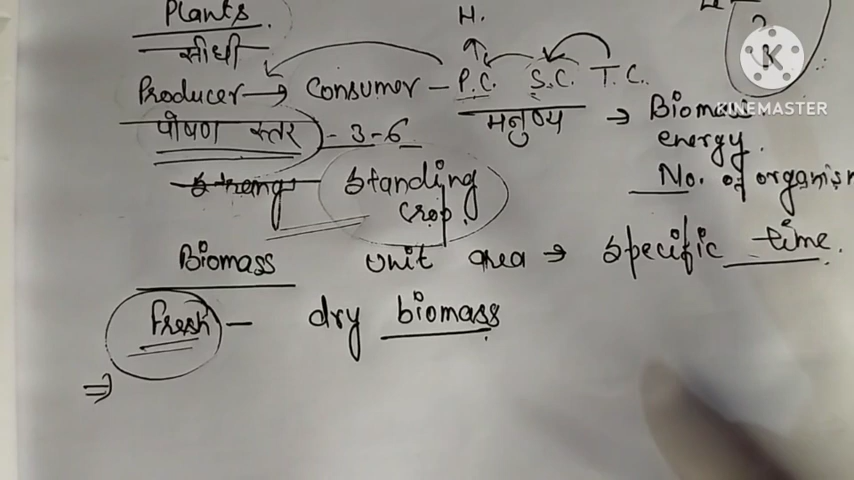 Plants.
H.
सीधी
Producer → Consumer – P.C. S.C. T.C.
पोषण स्तर - 3-6
मनुष्य → Biomass
energy.
No. of organism
Standing
crop.
Biomass unit area → Specific time.
Fresh – dry biomass
⇒
K
KINEMASTER